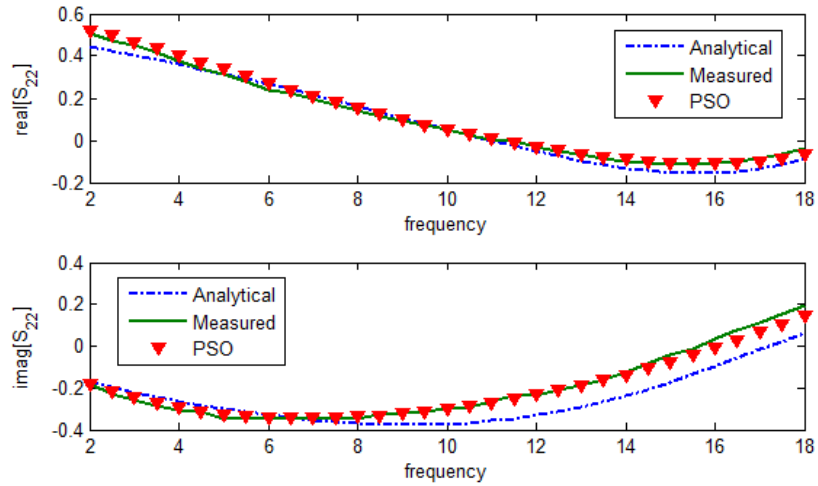 0.6
0.4
0.2
0
-0.2
real[S22]
Analytical
Measured
PSO
2 4 6 8 10 12 14 16 18
frequency
0.4
0.2
0
-0.2
-0.4
imag[S22]
Analytical
Measured
PSO
2 4 6 8 10 12 14 16 18
frequency